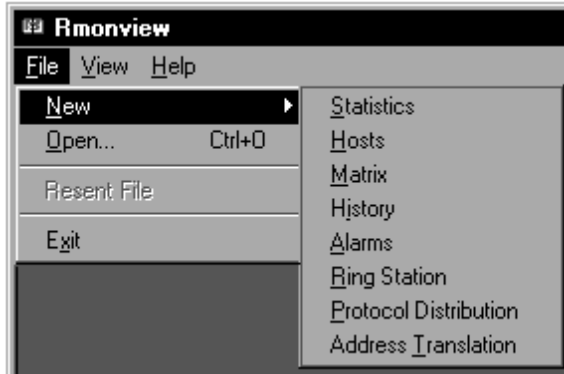 Rmonview
File View Help
New
Open... Ctrl+O
Resent File
Exit
Statistics
Hosts
Matrix
History
Alarms
Ring Station
Protocol Distribution
Address Translation